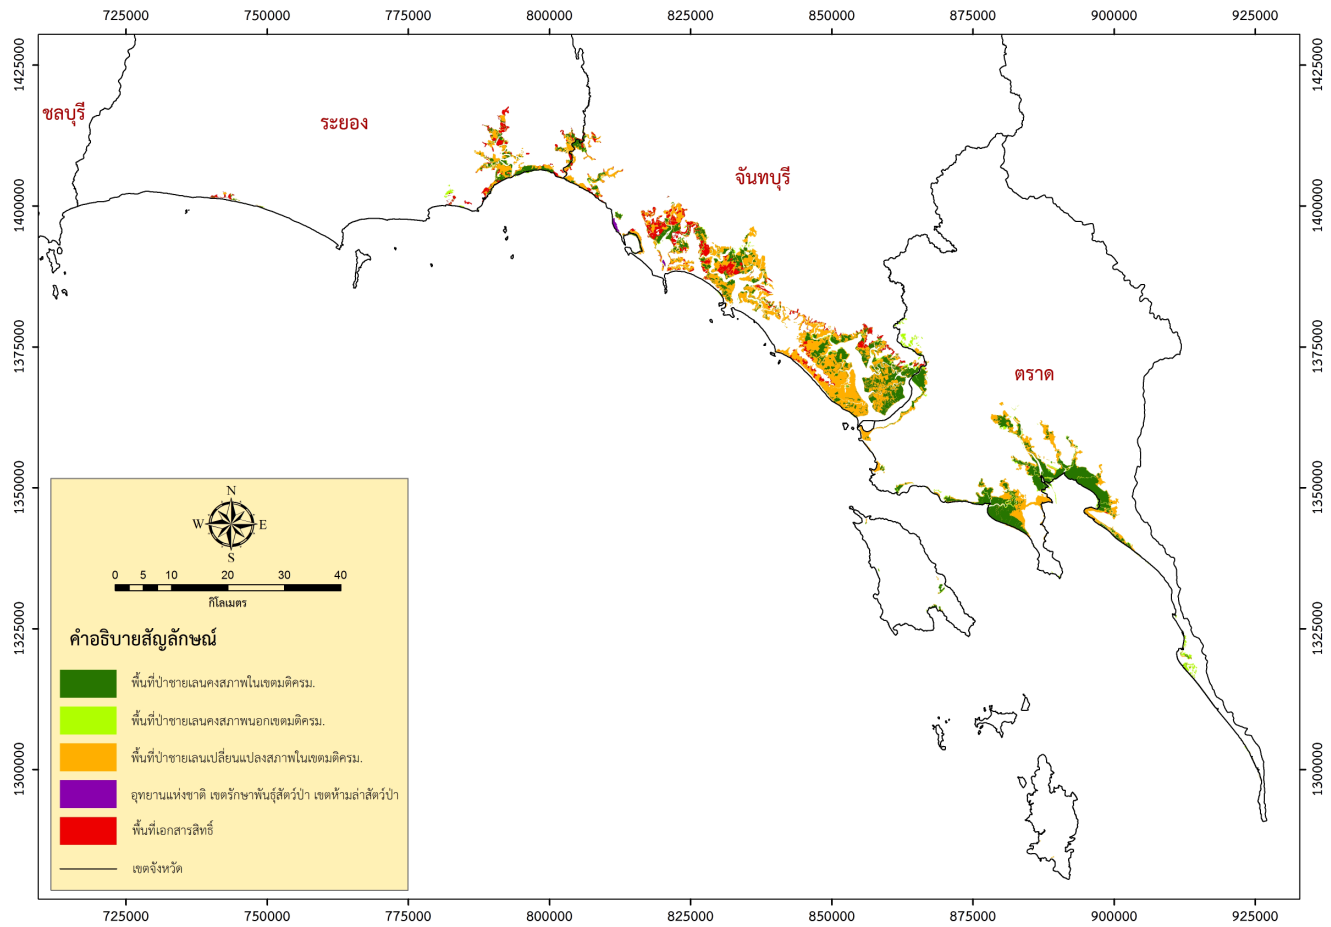 725000 750000 775000 800000 825000 850000 875000 900000 925000
1425000 1425000
ชลบุรี
ระยอง
จันทบุรี
1400000 1400000
1375000 1375000
ตราด
1350000 1350000
N
W E
S
0 5 10 20 30 40
กิโลเมตร
1325000 1325000
คำอธิบายสัญลักษณ์
พื้นที่ป่าชายเลนคงสภาพในเขตมติครม.
พื้นที่ป่าชายเลนคงสภาพนอกเขตมติครม.
พื้นที่ป่าชายเลนเปลี่ยนแปลงสภาพในเขตมติครม.
1300000 1300000
อุทยานแห่งชาติ เขตรักษาพันธุ์สัตว์ป่า เขตห้ามล่าสัตว์ป่า
พื้นที่เอกสารสิทธิ์
เขตจังหวัด
725000 750000 775000 800000 825000 850000 875000 900000 925000